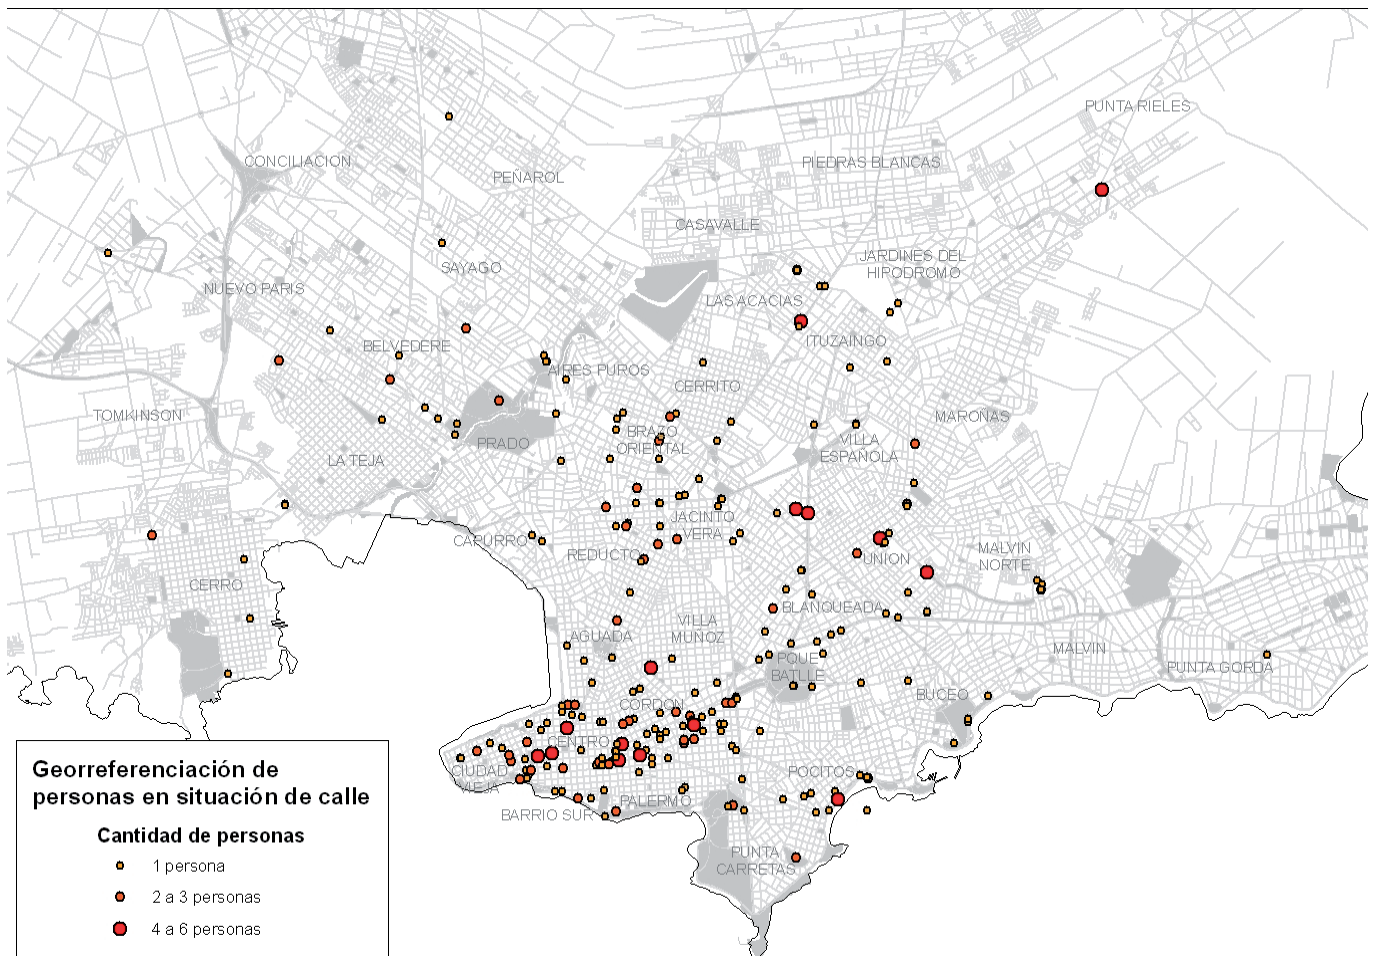 PUNTA RIELES
CONCILIACION
PIEDRAS BLANCAS
PEÑAROL
CASAVALLE
JARDINES DEL
HIPODROMO
SAYAGO
NUEVO PARIS
LAS ACACIAS
ITUZAINGO
BELVEDERE
AIRES PUROS
CERRITO
TOMKINSON
MAROÑAS
BRAZO
ORIENTAL
PRADO
VILLA
ESPAÑOLA
LA TEJA
JACINTO
VERA
CAPURRO
REDUCTO
UNION
MALVIN
NORTE
CERRO
BLANQUEADA
VILLA
MUÑOZ
AGUADA
MALVIN
PQUE
BATLLE
PUNTA GORDA
BUCEO
CORDON
CENTRO
CIUDAD
VIEJA
POCITOS
PALERMO
BARRIO SUR
PUNTA
CARRETAS
Georreferenciación de
personas en situación de calle
Cantidad de personas
1 persona
2 a 3 personas
4 a 6 personas